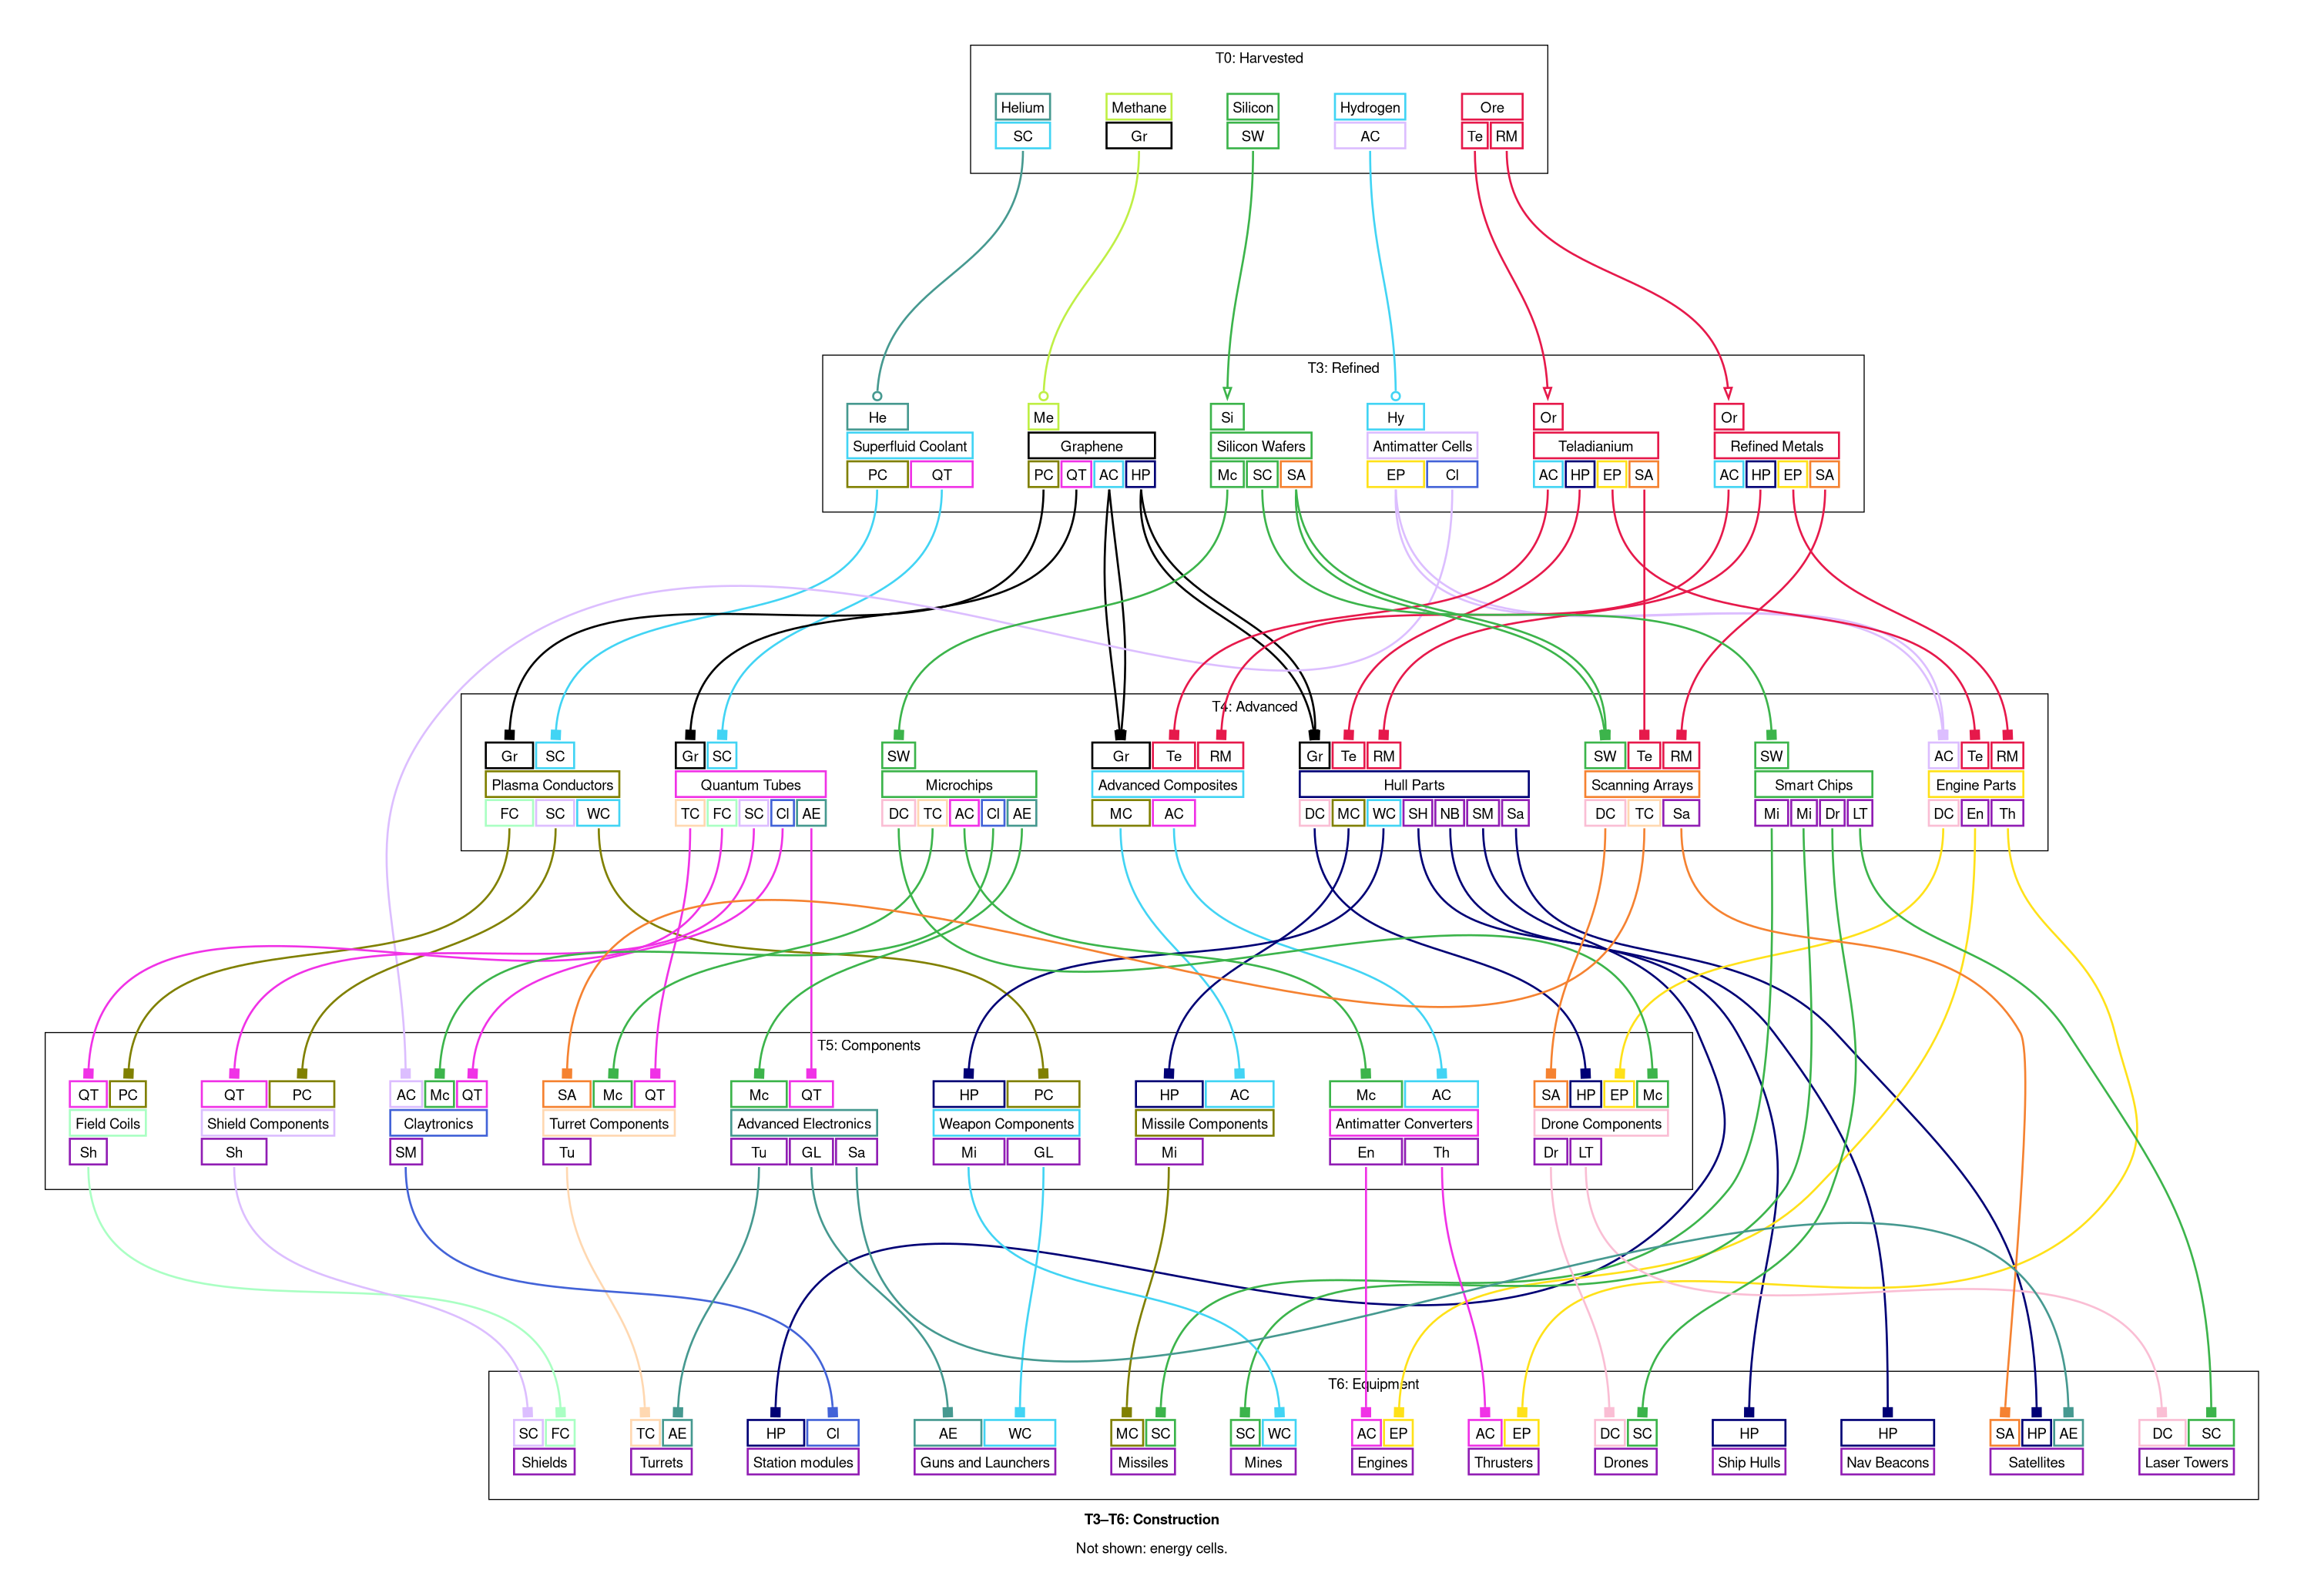 T0: Harvested
Helium Methane Silicon Hydrogen Ore
SC Gr SW AC Te RM
T3: Refined
He Me Si Hy Or Or
Superfluid Coolant Graphene Silicon Wafers Antimatter Cells Teladianium Refined Metals
PC QT PC QT AC HP Mc SC SA EP Cl AC HP EP SA AC HP EP SA
T4: Advanced
Gr SC Gr SC SW Gr Te RM Gr Te RM SW Te RM SW AC Te RM
Plasma Conductors Quantum Tubes Microchips Advanced Composites Hull Parts Scanning Arrays Smart Chips Engine Parts
FC SC WC TC FC SC Cl AE DC TC AC Cl AE MC AC DC MC WC SH NB SM Sa DC TC Sa Mi Mi Dr LT DC En Th
T5: Components
QT PC QT PC AC Mc QT SA Mc QT Mc QT HP PC HP AC Mc AC SA HP EP Mc
Field Coils Shield Components Claytronics Turret Components Advanced Electronics Weapon Components Missile Components Antimatter Converters Drone Components
Sh Sh SM Tu Tu GL Sa Mi GL Mi En Th Dr LT
T6: Equipment
SC FC TC AE HP Cl AE WC MC SC SC WC AC EP AC EP DC SC HP HP SA HP AE DC SC
Shields Turrets Station modules Guns and Launchers Missiles Mines Engines Thrusters Drones Ship Hulls Nav Beacons Satellites Laser Towers
T3–T6: Construction
Not shown: energy cells.